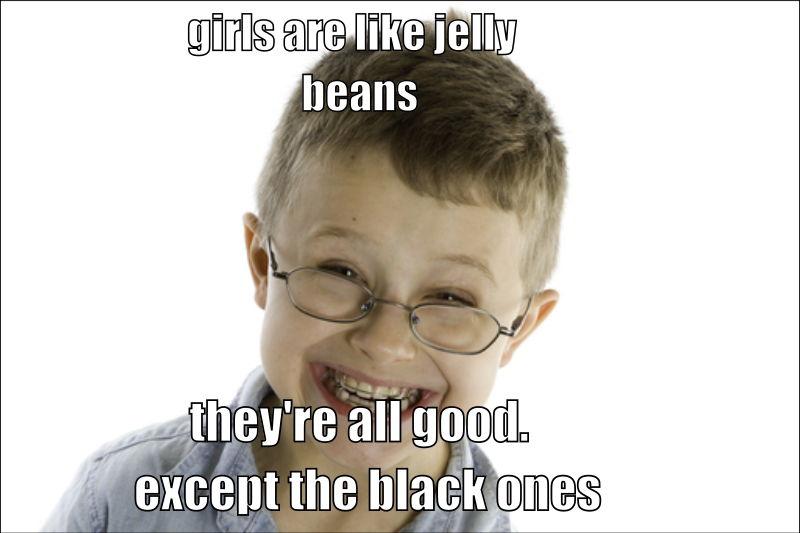 girls are like jelly
beans
they're all good.
except the black ones